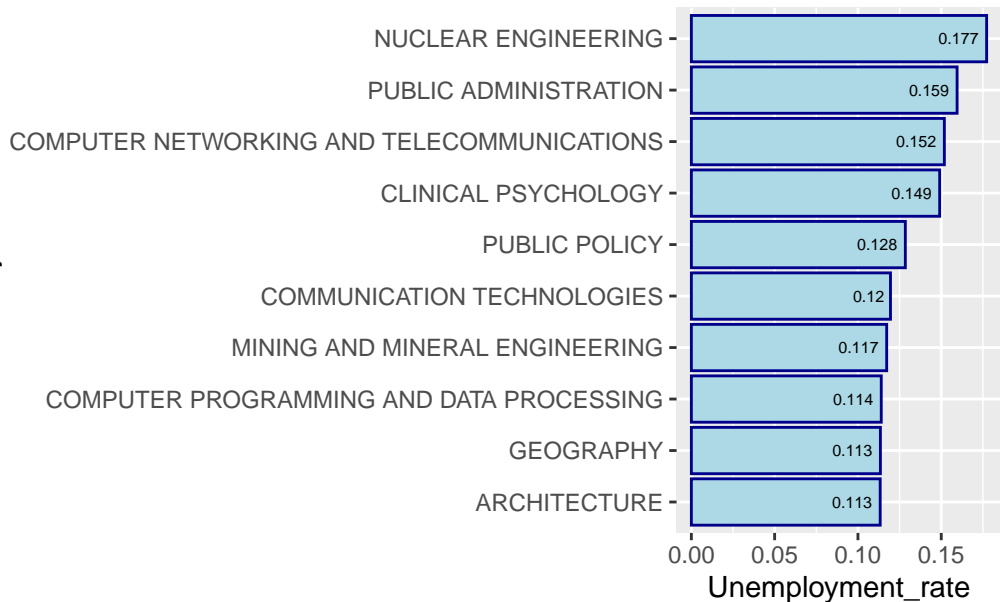 NUCLEAR ENGINEERING 0.177
PUBLIC ADMINISTRATION 0.159
COMPUTER NETWORKING AND TELECOMMUNICATIONS 0.152
CLINICAL PSYCHOLOGY 0.149
PUBLIC POLICY 0.128
COMMUNICATION TECHNOLOGIES 0.12
MINING AND MINERAL ENGINEERING 0.117
COMPUTER PROGRAMMING AND DATA PROCESSING 0.114
GEOGRAPHY 0.113
ARCHITECTURE 0.113
0.00 0.05 0.10 0.15
Unemployment_rate